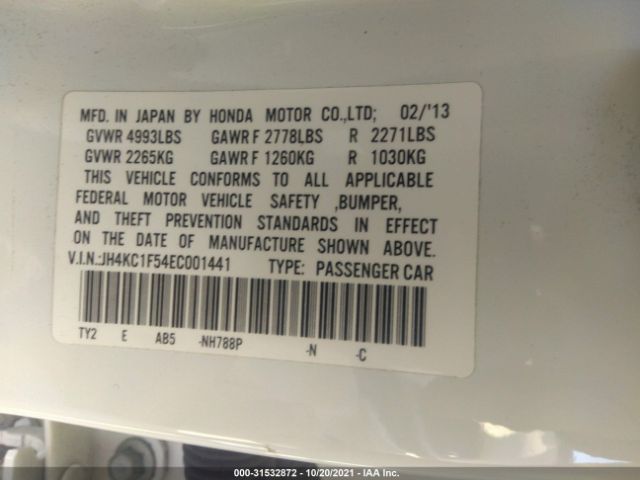 MFD. IN JAPAN BY HONDA MOTOR CO.,LTD; 02/'13
GVWR 4993LBS GAWR F 2778LBS R 2271LBS
GVWR 2265KG GAWR F 1260KG R 1030KG
THIS VEHICLE CONFORMS TO ALL APPLICABLE
FEDERAL MOTOR VEHICLE SAFETY ,BUMPER,
AND THEFT PREVENTION STANDARDS IN EFFECT
ON THE DATE OF MANUFACTURE SHOWN ABOVE.
V.I.N.:JH4KC1F54EC001441 TYPE: PASSENGER CAR
TY2 E AB5 -NH788P -N -C
000-31532872 - 10/20/2021 - IAA Inc.